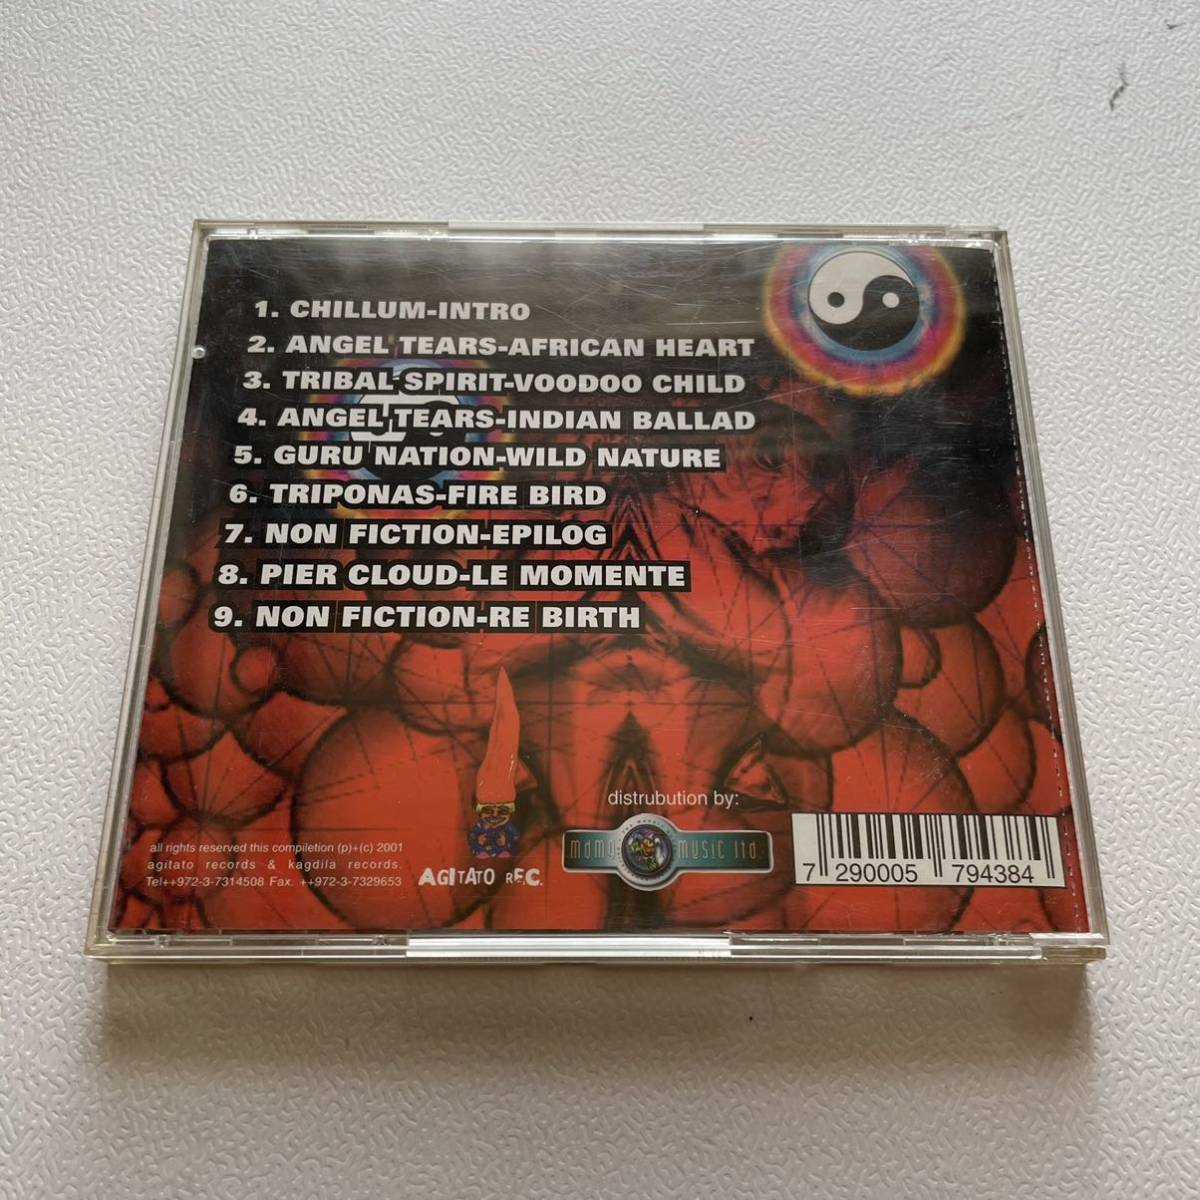 1. CHILLUM-INTRO
2. ANGEL TEARS-AFRICAN HEART
3. TRIBAL SPIRIT-VOODOO CHILD
4. ANGEL TEARS-INDIAN BALLAD
5. GURU NATION-WILD NATURE
6. TRIPONAS-FIRE BIRD
7. NON FICTION-EPILOG
8. PIER CLOUD-LE MOMENTE
9. NON FICTION-RE BIRTH
distrubution by:
all rights reserved this compiletion (p)+(c) 2001
agitato records & kagdila records.
Tel++972-3-7314508 Fax. ++972-3-7329653
AGITATO REC.
music ltd.
7 290005 794384